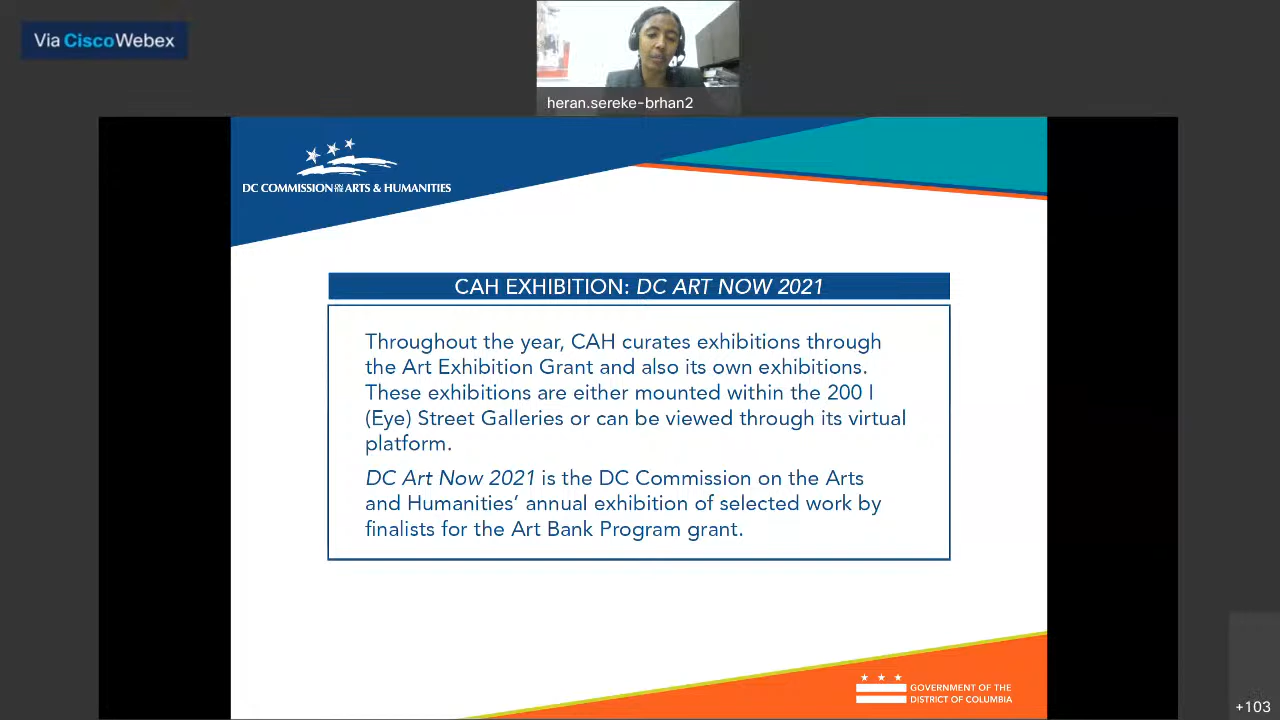 Via CiscoWebex
heran.sereke-brhan2
DC COMMISSION ON THE ARTS & HUMANITIES
CAH EXHIBITION: DC ART NOW 2021
Throughout the year, CAH curates exhibitions through
the Art Exhibition Grant and also its own exhibitions.
These exhibitions are either mounted within the 200 I
(Eye) Street Galleries or can be viewed through its virtual
platform.
DC Art Now 2021 is the DC Commission on the Arts
and Humanities’ annual exhibition of selected work by
finalists for the Art Bank Program grant.
GOVERNMENT OF THE
DISTRICT OF COLUMBIA
+103